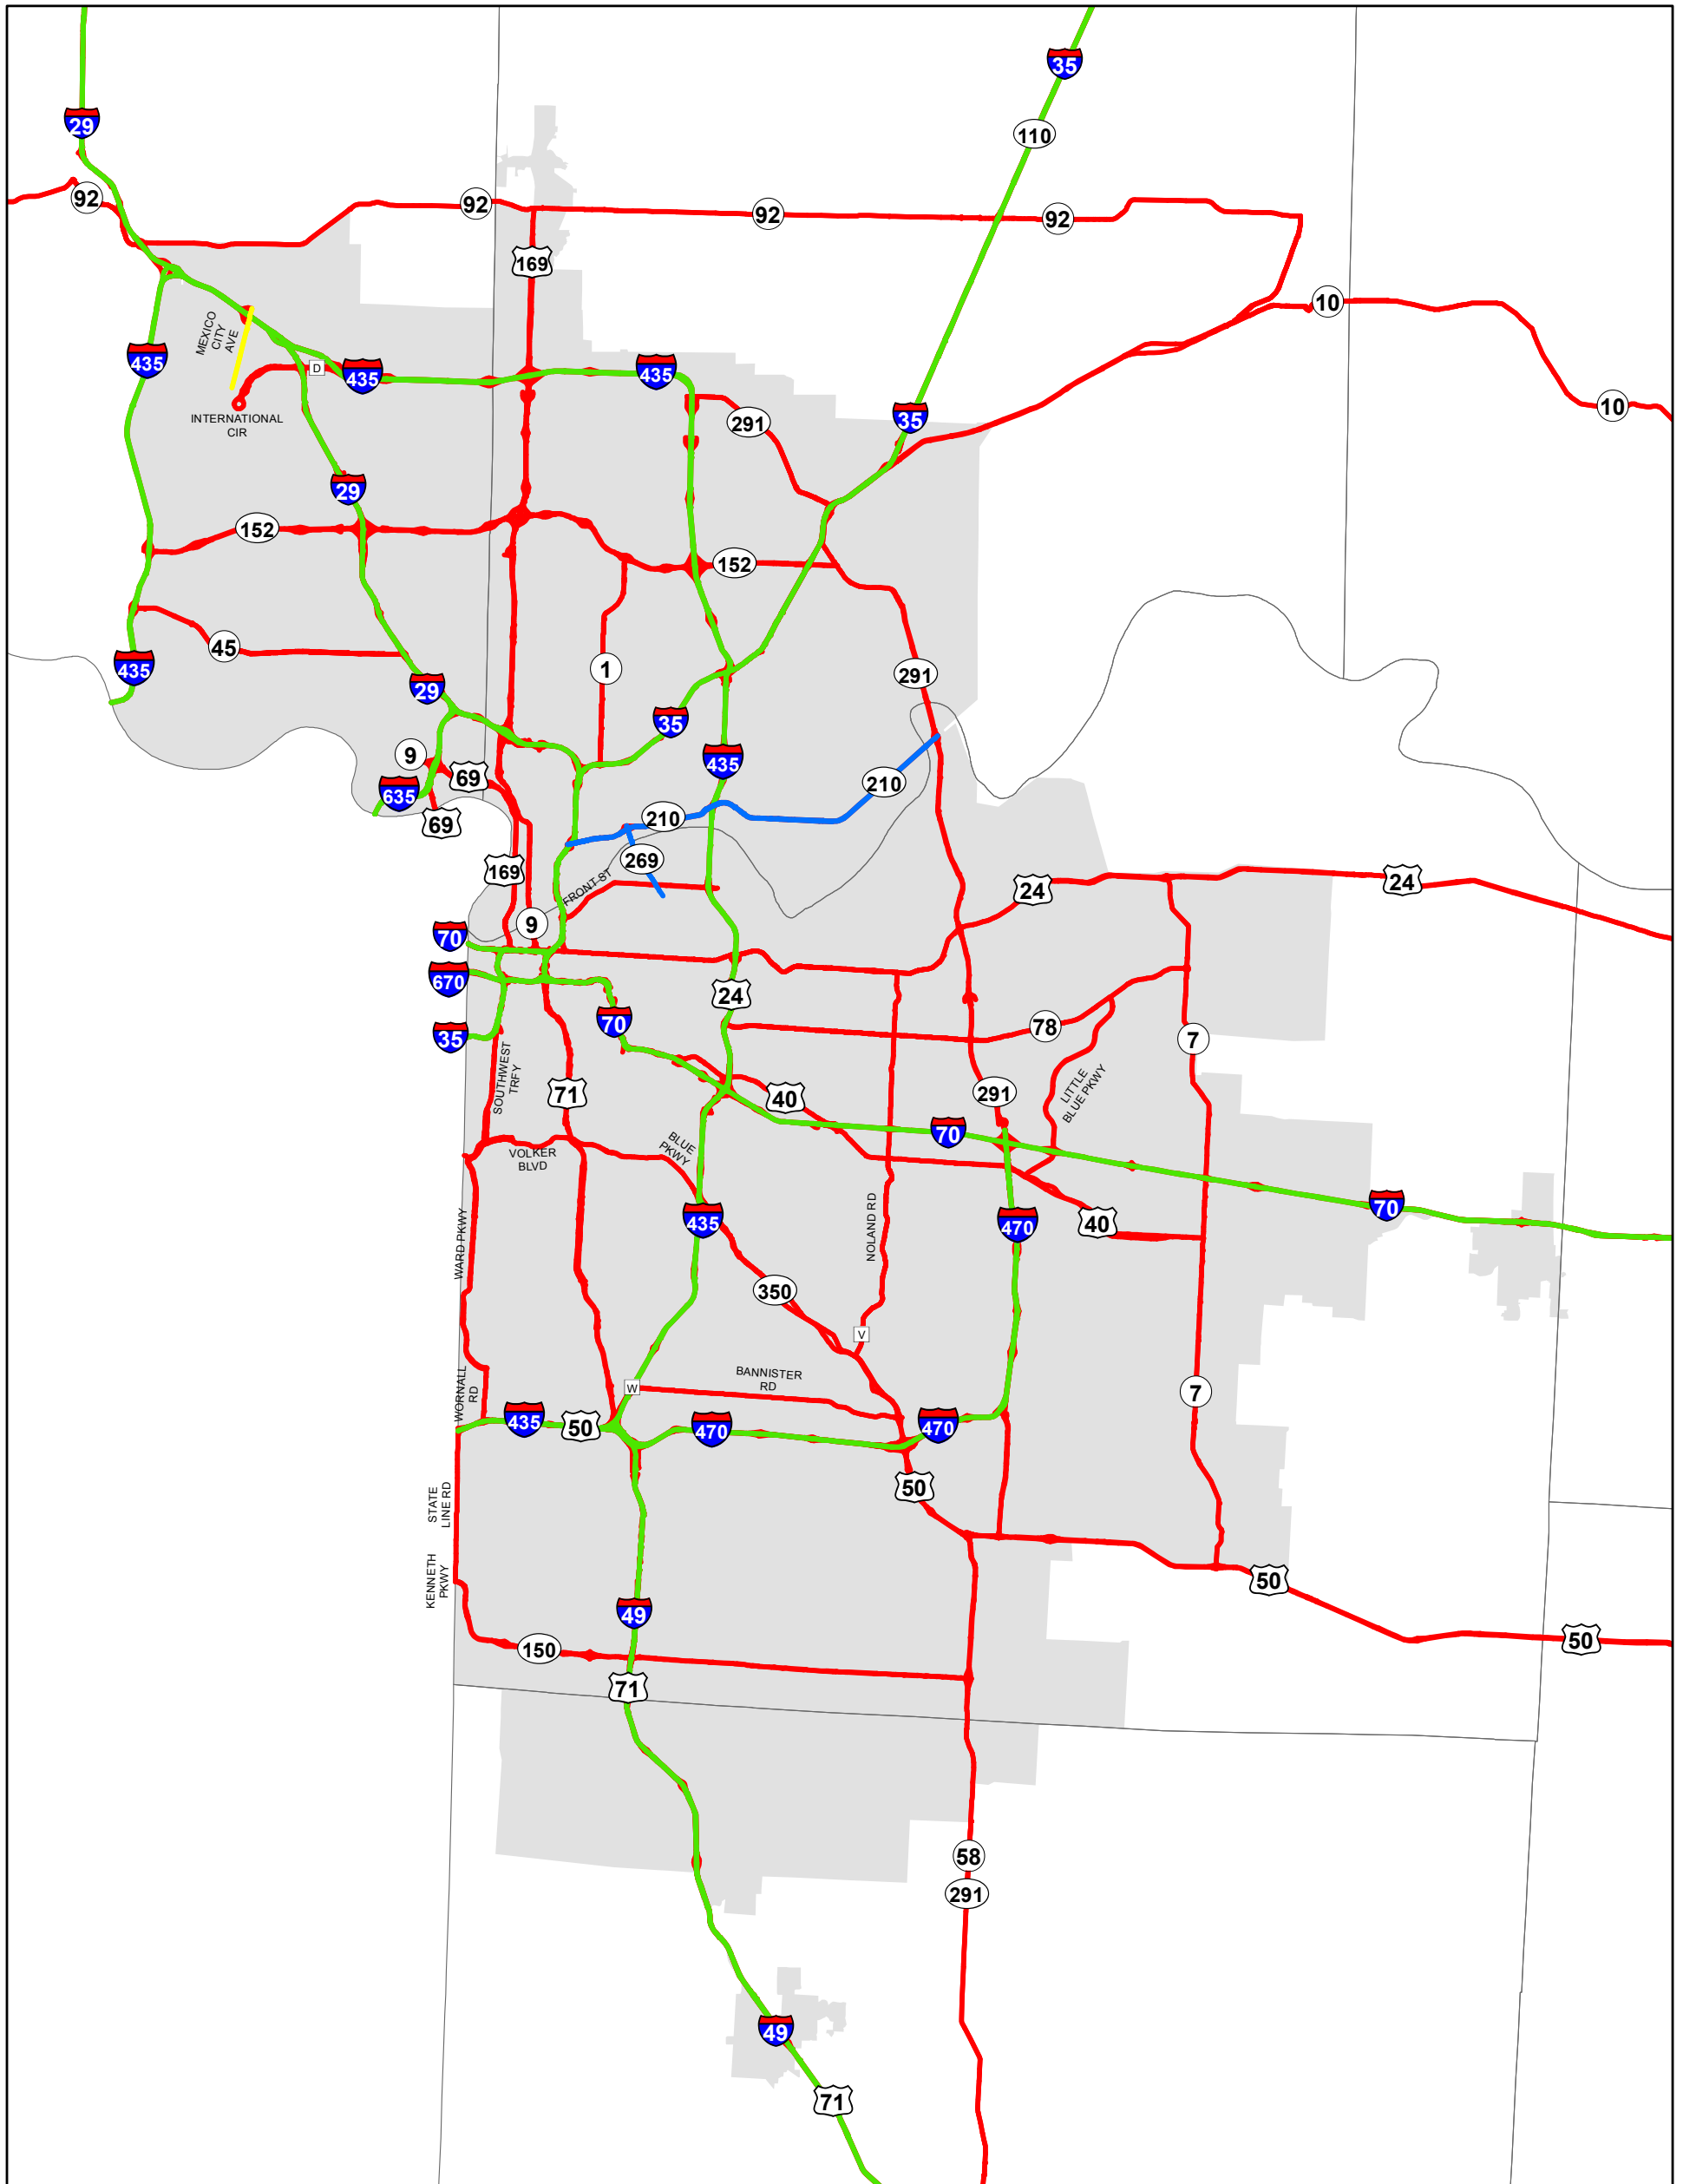 35
29
110
92
92
92
92
169
10
MEXICO
CITY
AVE
435
D
435
435
10
INTERNATIONAL
CIR
291
35
29
152
152
45
1
435
291
29
35
9
69
435
635
210
210
69
269
169
24
24
FRONT ST
9
70
670
24
35
70
78
7
SOUTHWEST
TRFY
71
40
291
LITTLE
BLUE PKWY
70
VOLKER
BLVD
BLUE
PKWY
70
435
470
40
WARD PKWY
NOLAND RD
350
V
WORNALL
RD
W
BANNISTER
RD
7
435
50
470
470
50
STATE
LINE RD
KENNETH
PKWY
50
49
150
50
71
58
291
49
71